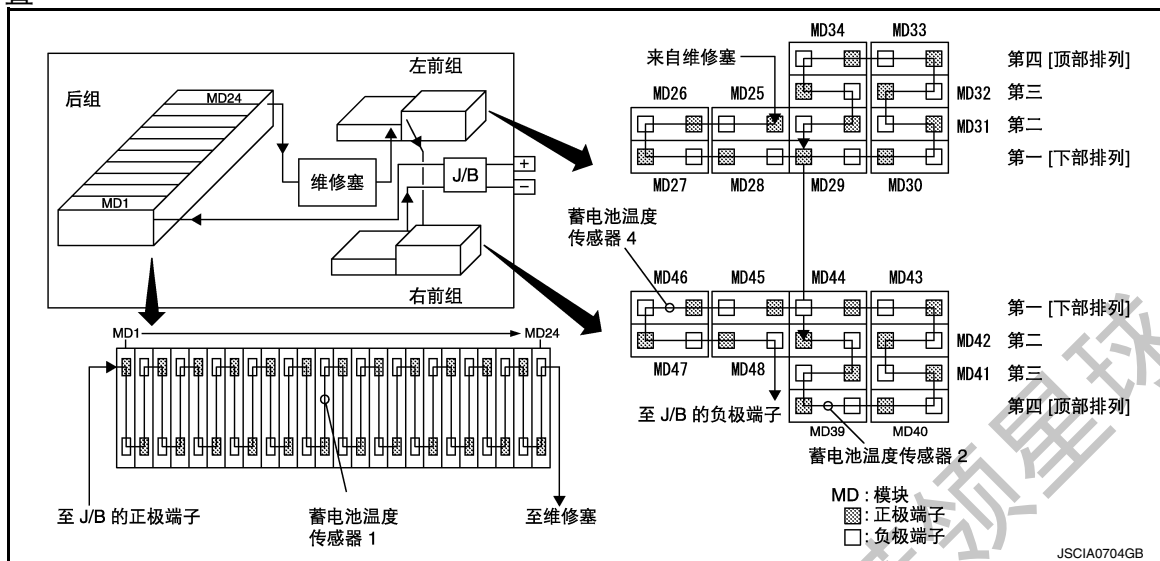 后组
MD24
MD1
左前组
维修塞
J/B
+
−
右前组
MD1
MD24
至 J/B 的正极端子
蓄电池温度
传感器 1
至维修塞
MD34
MD33
来自维修塞
第四 [顶部排列]
MD26
MD25
MD32
第三
MD31
第二
第一 [下部排列]
MD27
MD28
MD29
MD30
蓄电池温度
传感器 4
MD46
MD45
MD44
MD43
第一 [下部排列]
MD42
第二
MD47
MD48
MD41
第三
至 J/B 的负极端子
第四 [顶部排列]
MD39
MD40
蓄电池温度传感器 2
MD : 模块
: 正极端子
: 负极端子
JSCIA0704GB
领星球